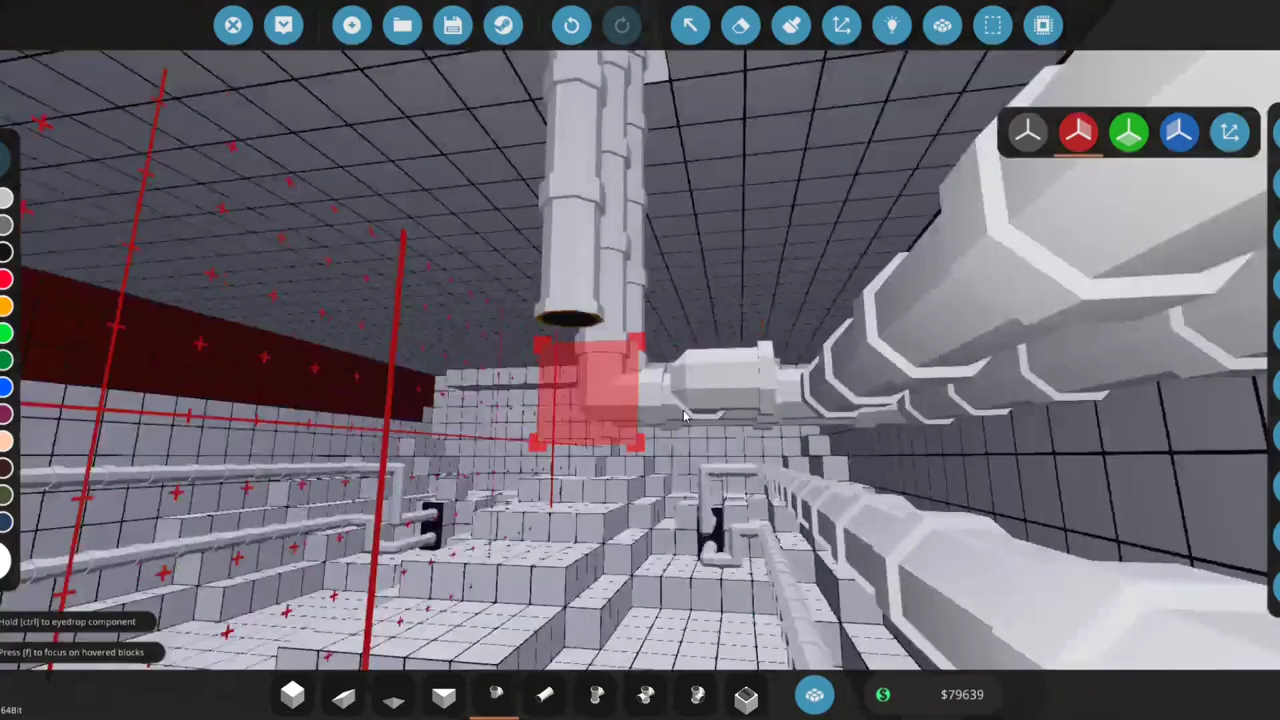 Hold [ctrl] to eyedrop component
Press [f] to focus on hovered blocks
$79639
64Bit